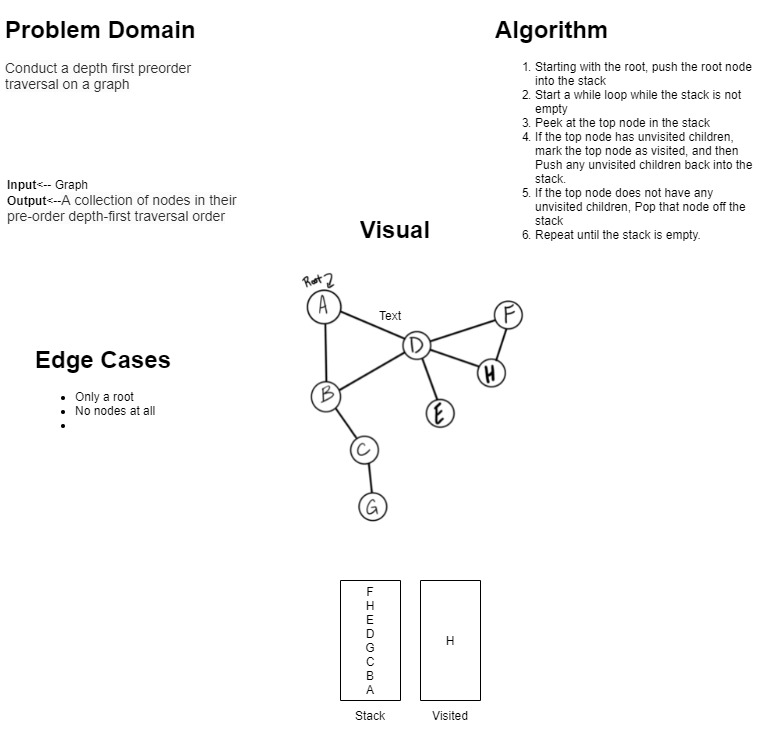 Problem Domain
Conduct a depth first preorder
traversal on a graph
Input<-- Graph
Output<--A collection of nodes in their
pre-order depth-first traversal order
Algorithm
1. Starting with the root, push the root node
into the stack
2. Start a while loop while the stack is not
empty
3. Peek at the top node in the stack
4. If the top node has unvisited children,
mark the top node as visited, and then
Push any unvisited children back into the
stack.
5. If the top node does not have any
unvisited children, Pop that node off the
stack
6. Repeat until the stack is empty.
Visual
Root
A
Text
F
D
H
B
E
C
G
Edge Cases
Only a root
No nodes at all
F
H
E
D
G
C
B
A
Stack
H
Visited